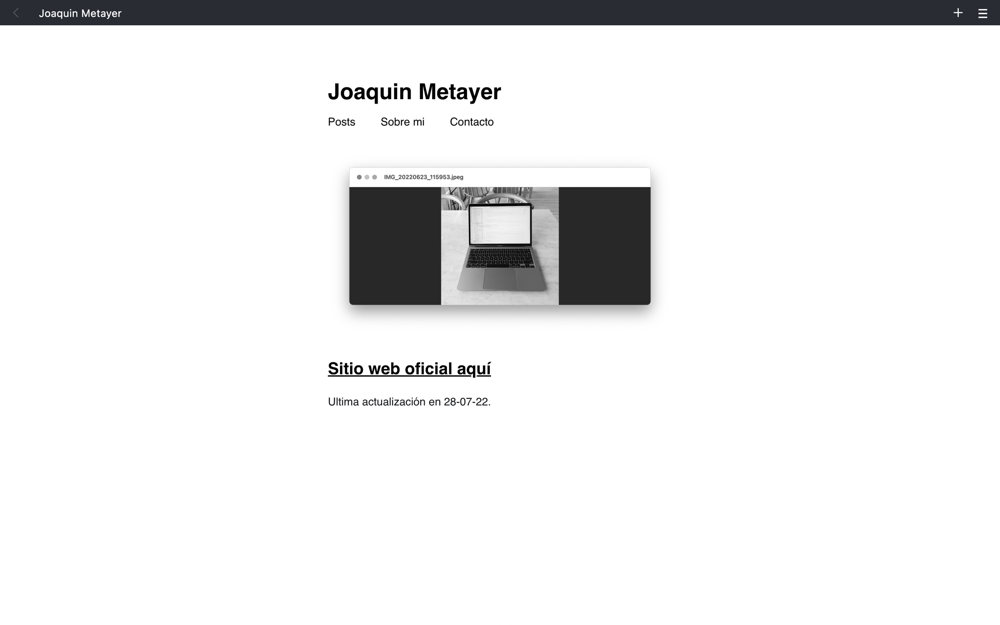 Joaquin Metayer
Joaquin Metayer
Posts Sobre mi Contacto
IMG_20220623_115953.jpeg
Sitio web oficial aquí
Ultima actualización en 28-07-22.